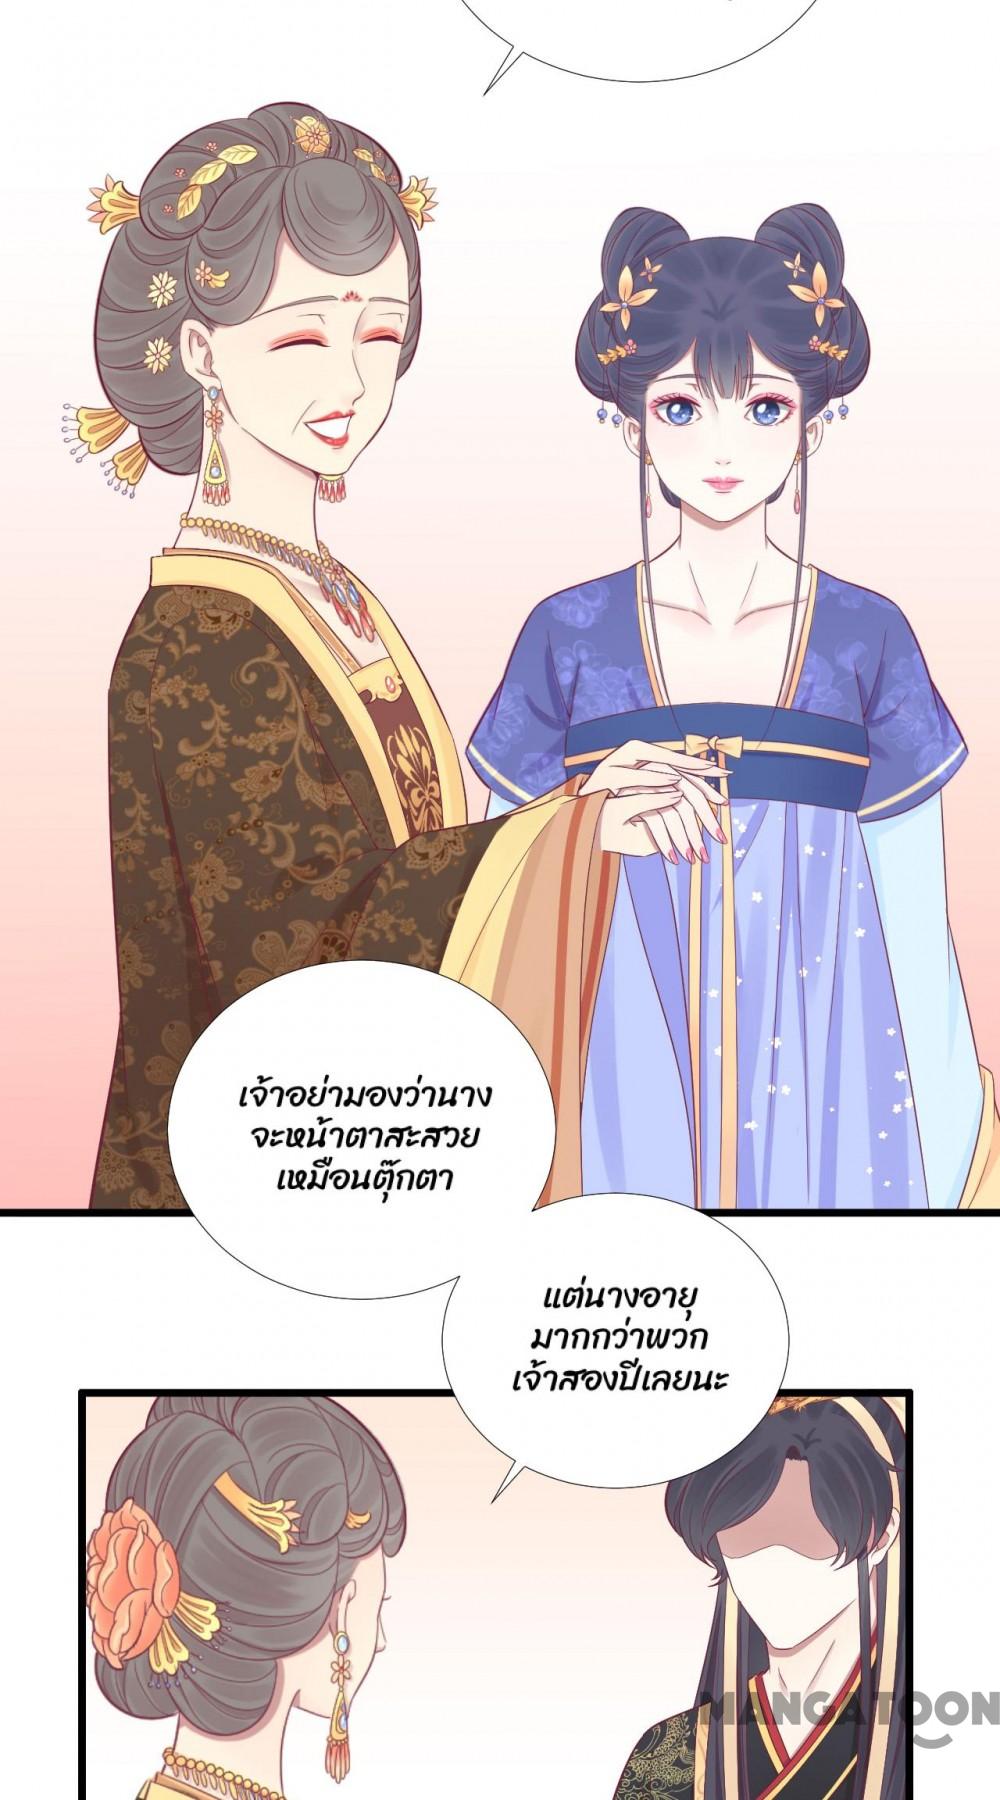 เจ้าอย่ามองว่านาง
จะหน้าตาสะสวย
เหมือนตุ๊กตา
แต่นางอายุ
มากกว่าพวก
เจ้าสองปีเลยนะ
MANGATOON